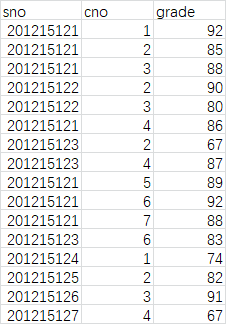 sno cno grade
201215121 1 92
201215121 2 85
201215121 3 88
201215122 2 90
201215122 3 80
201215121 4 86
201215123 2 67
201215123 4 87
201215121 5 89
201215121 6 92
201215121 7 88
201215123 6 83
201215124 1 74
201215125 2 82
201215126 3 91
201215127 4 67